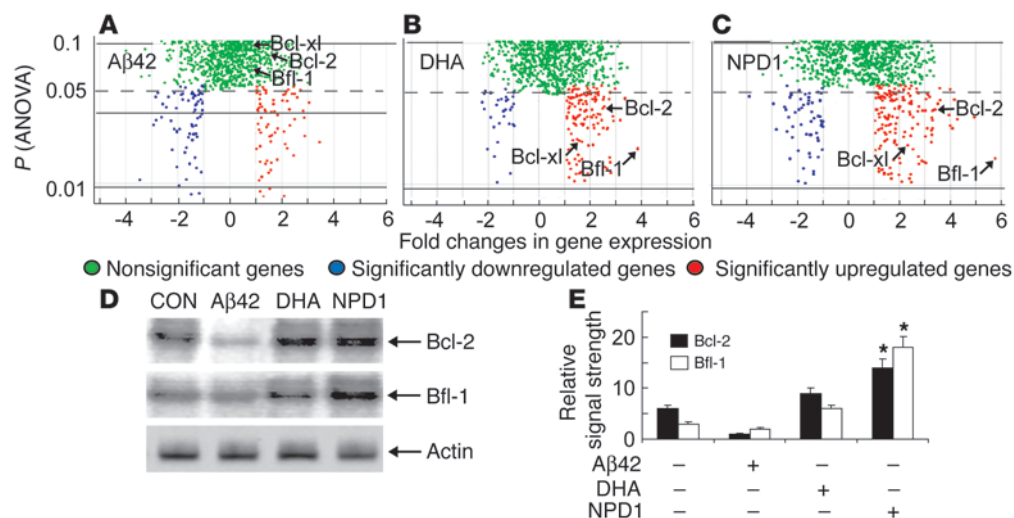 A B C
0.1 Aβ42 Bcl-xl Bcl-2 Bfl-1 DHA NPD1
0.05 Bcl-2 Bcl-2
Bcl-xl Bfl-1 Bcl-xl Bfl-1
0.01
P (ANOVA)
-4 -2 0 2 4 6 -4 -2 0 2 4 6 -4 -2 0 2 4 6
Fold changes in gene expression
Nonsignificant genes Significantly downregulated genes Significantly upregulated genes
D CON Aβ42 DHA NPD1
Bcl-2
Bfl-1
Actin
E
Relative
signal strength
20
10
0
Bcl-2
Bfl-1
* *
Aβ42 – + – –
DHA – – + –
NPD1 – – – +